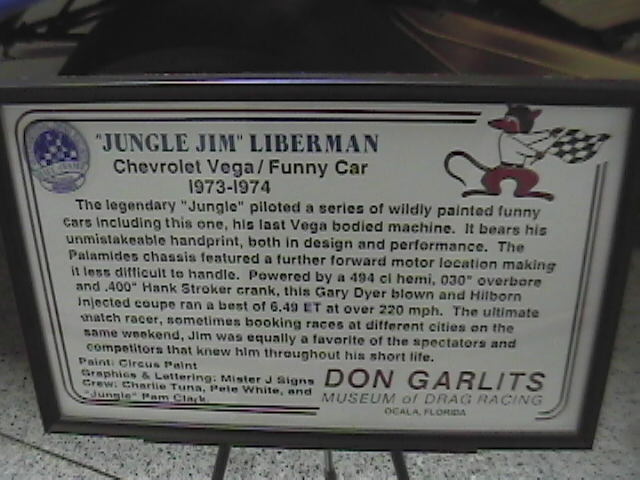 "JUNGLE JIM" LIBERMAN
Chevrolet Vega/Funny Car
1973-1974
The legendary "Jungle" piloted a series of wildly painted funny
cars including this one, his last Vega bodied machine. It bears his
unmistakeable handprint, both in design and performance. The
Palamides chassis featured a further forward motor location making
it less difficult to handle. Powered by a 494 ci hemi, .030" overbore
and .400" Hank Stroker crank, this Gary Dyer blown and Hilborn
injected coupe ran a best of 6.49 ET at over 220 mph. The ultimate
match racer, sometimes booking races at different cities on the
same weekend, Jim was equally a favorite of the spectators and
competitors that knew him throughout his short life.
Paint: Circus Paint
Graphics & Lettering: Mister J Signs
Crew: Charlie Tuna, Pete White, and
"Jungle" Pam Clark.
DON GARLITS
MUSEUM of DRAG RACING
OCALA, FLORIDA